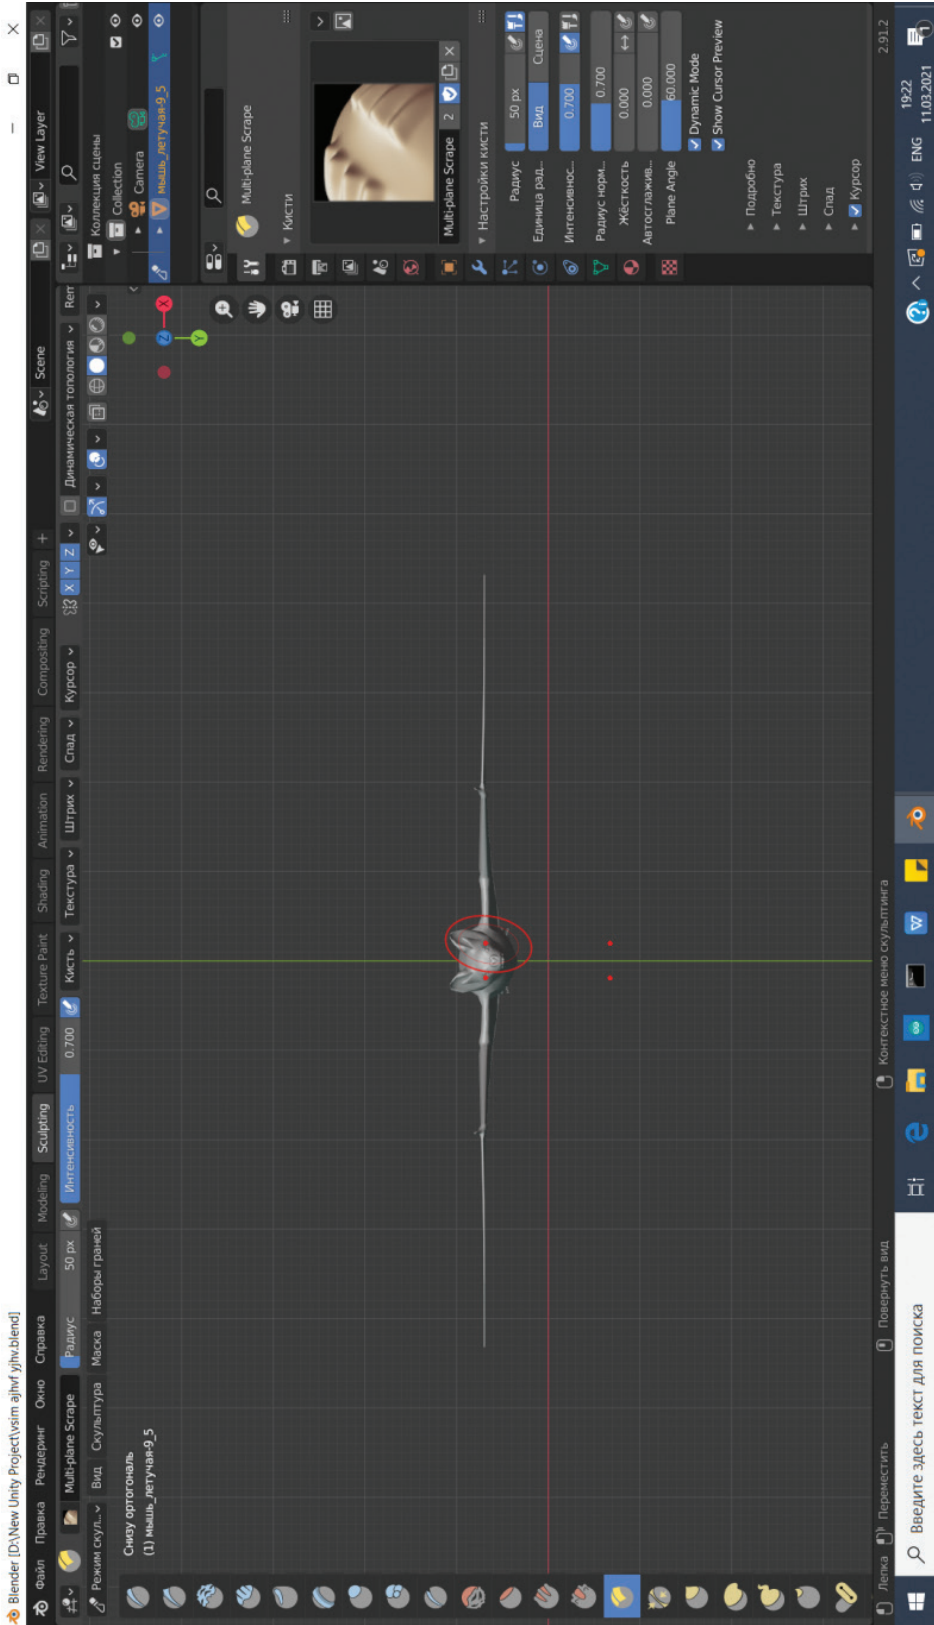 Blender [D:\New Unity Project\vsim ajhvf yjhv.blend]
Файл Правка Рендеринг Окно Справка Layout Modeling Sculpting UV Editing Texture Paint Shading Animation Rendering Compositing Scripting + Scene View Layer
Multi-plane Scrape Радиус 50 px Интенсивность 0.700 Кисть Текстура Штрих Спад Курсор X Y Z Динамическая топология Rem
Режим скул... Вид Скульптура Маска Наборы граней
Снизу ортогональ
(1) мышь_летучая-9_5
X
Y
Z
Коллекция сцены
Collection
Camera
мышь_летучая-9_5
Multi-plane Scrape
Кисти
Multi-plane Scrape 2
Настройки кисти
Радиус 50 px
Единица рад... Вид Сцена
Интенсивнос... 0.700
Радиус норм... 0.700
Жёсткость 0.000
Автосглажив... 0.000
Plane Angle 60.000
Dynamic Mode
Show Cursor Preview
Подробно
Текстура
Штрих
Спад
Курсор
Лепка Переместить Повернуть вид Контекстное меню скульптинга 2.91.2
Введите здесь текст для поиска
ENG
19:22
11.03.2021
1